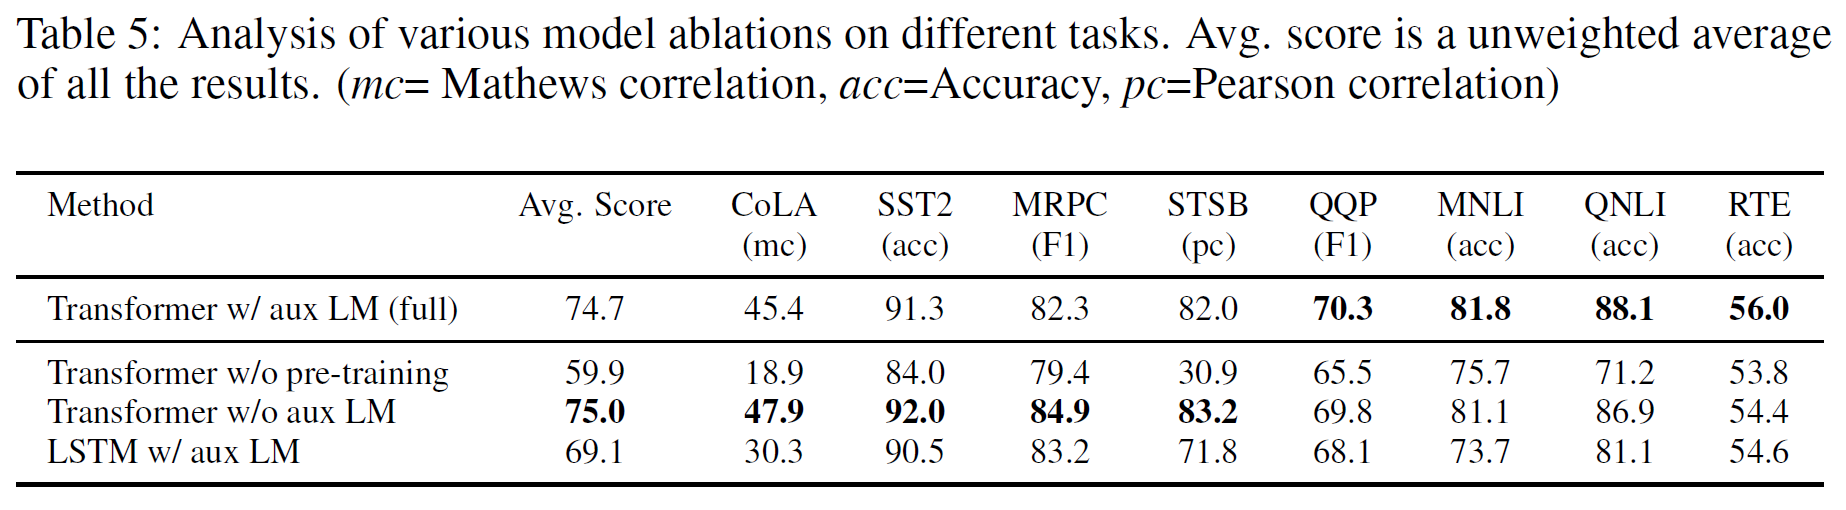 Table 5: Analysis of various model ablations on different tasks. Avg. score is a unweighted average
of all the results. (mc= Mathews correlation, acc=Accuracy, pc=Pearson correlation)
Method Avg. Score CoLA SST2 MRPC STSB QQP MNLI QNLI RTE
(mc) (acc) (F1) (pc) (F1) (acc) (acc) (acc)
Transformer w/ aux LM (full) 74.7 45.4 91.3 82.3 82.0 70.3 81.8 88.1 56.0
Transformer w/o pre-training 59.9 18.9 84.0 79.4 30.9 65.5 75.7 71.2 53.8
Transformer w/o aux LM 75.0 47.9 92.0 84.9 83.2 69.8 81.1 86.9 54.4
LSTM w/ aux LM 69.1 30.3 90.5 83.2 71.8 68.1 73.7 81.1 54.6